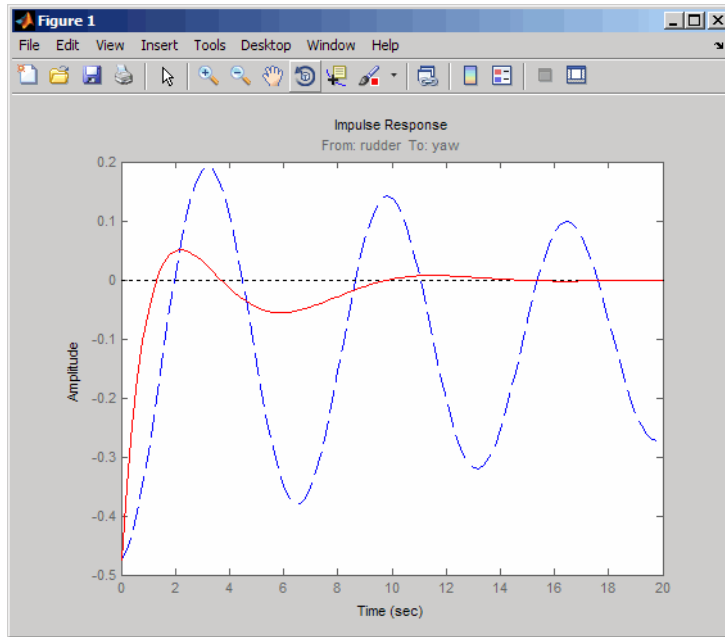 Figure 1
File Edit View Insert Tools Desktop Window Help
Impulse Response
From: rudder To: yaw
0.2
0.1
0
-0.1
-0.2
-0.3
-0.4
-0.5
Amplitude
0 2 4 6 8 10 12 14 16 18 20
Time (sec)